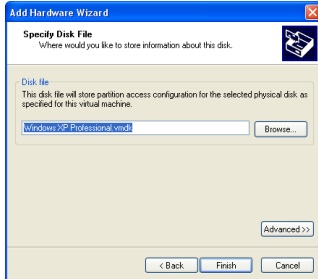 Add Hardware Wizard
Specify Disk File
Where would you like to store information about this disk.
Disk file
This disk file will store partition access configuration for the selected physical disk as
specified for this virtual machine.
Windows XP Professional.vmdk
Browse...
Advanced >>
< Back
Finish
Cancel